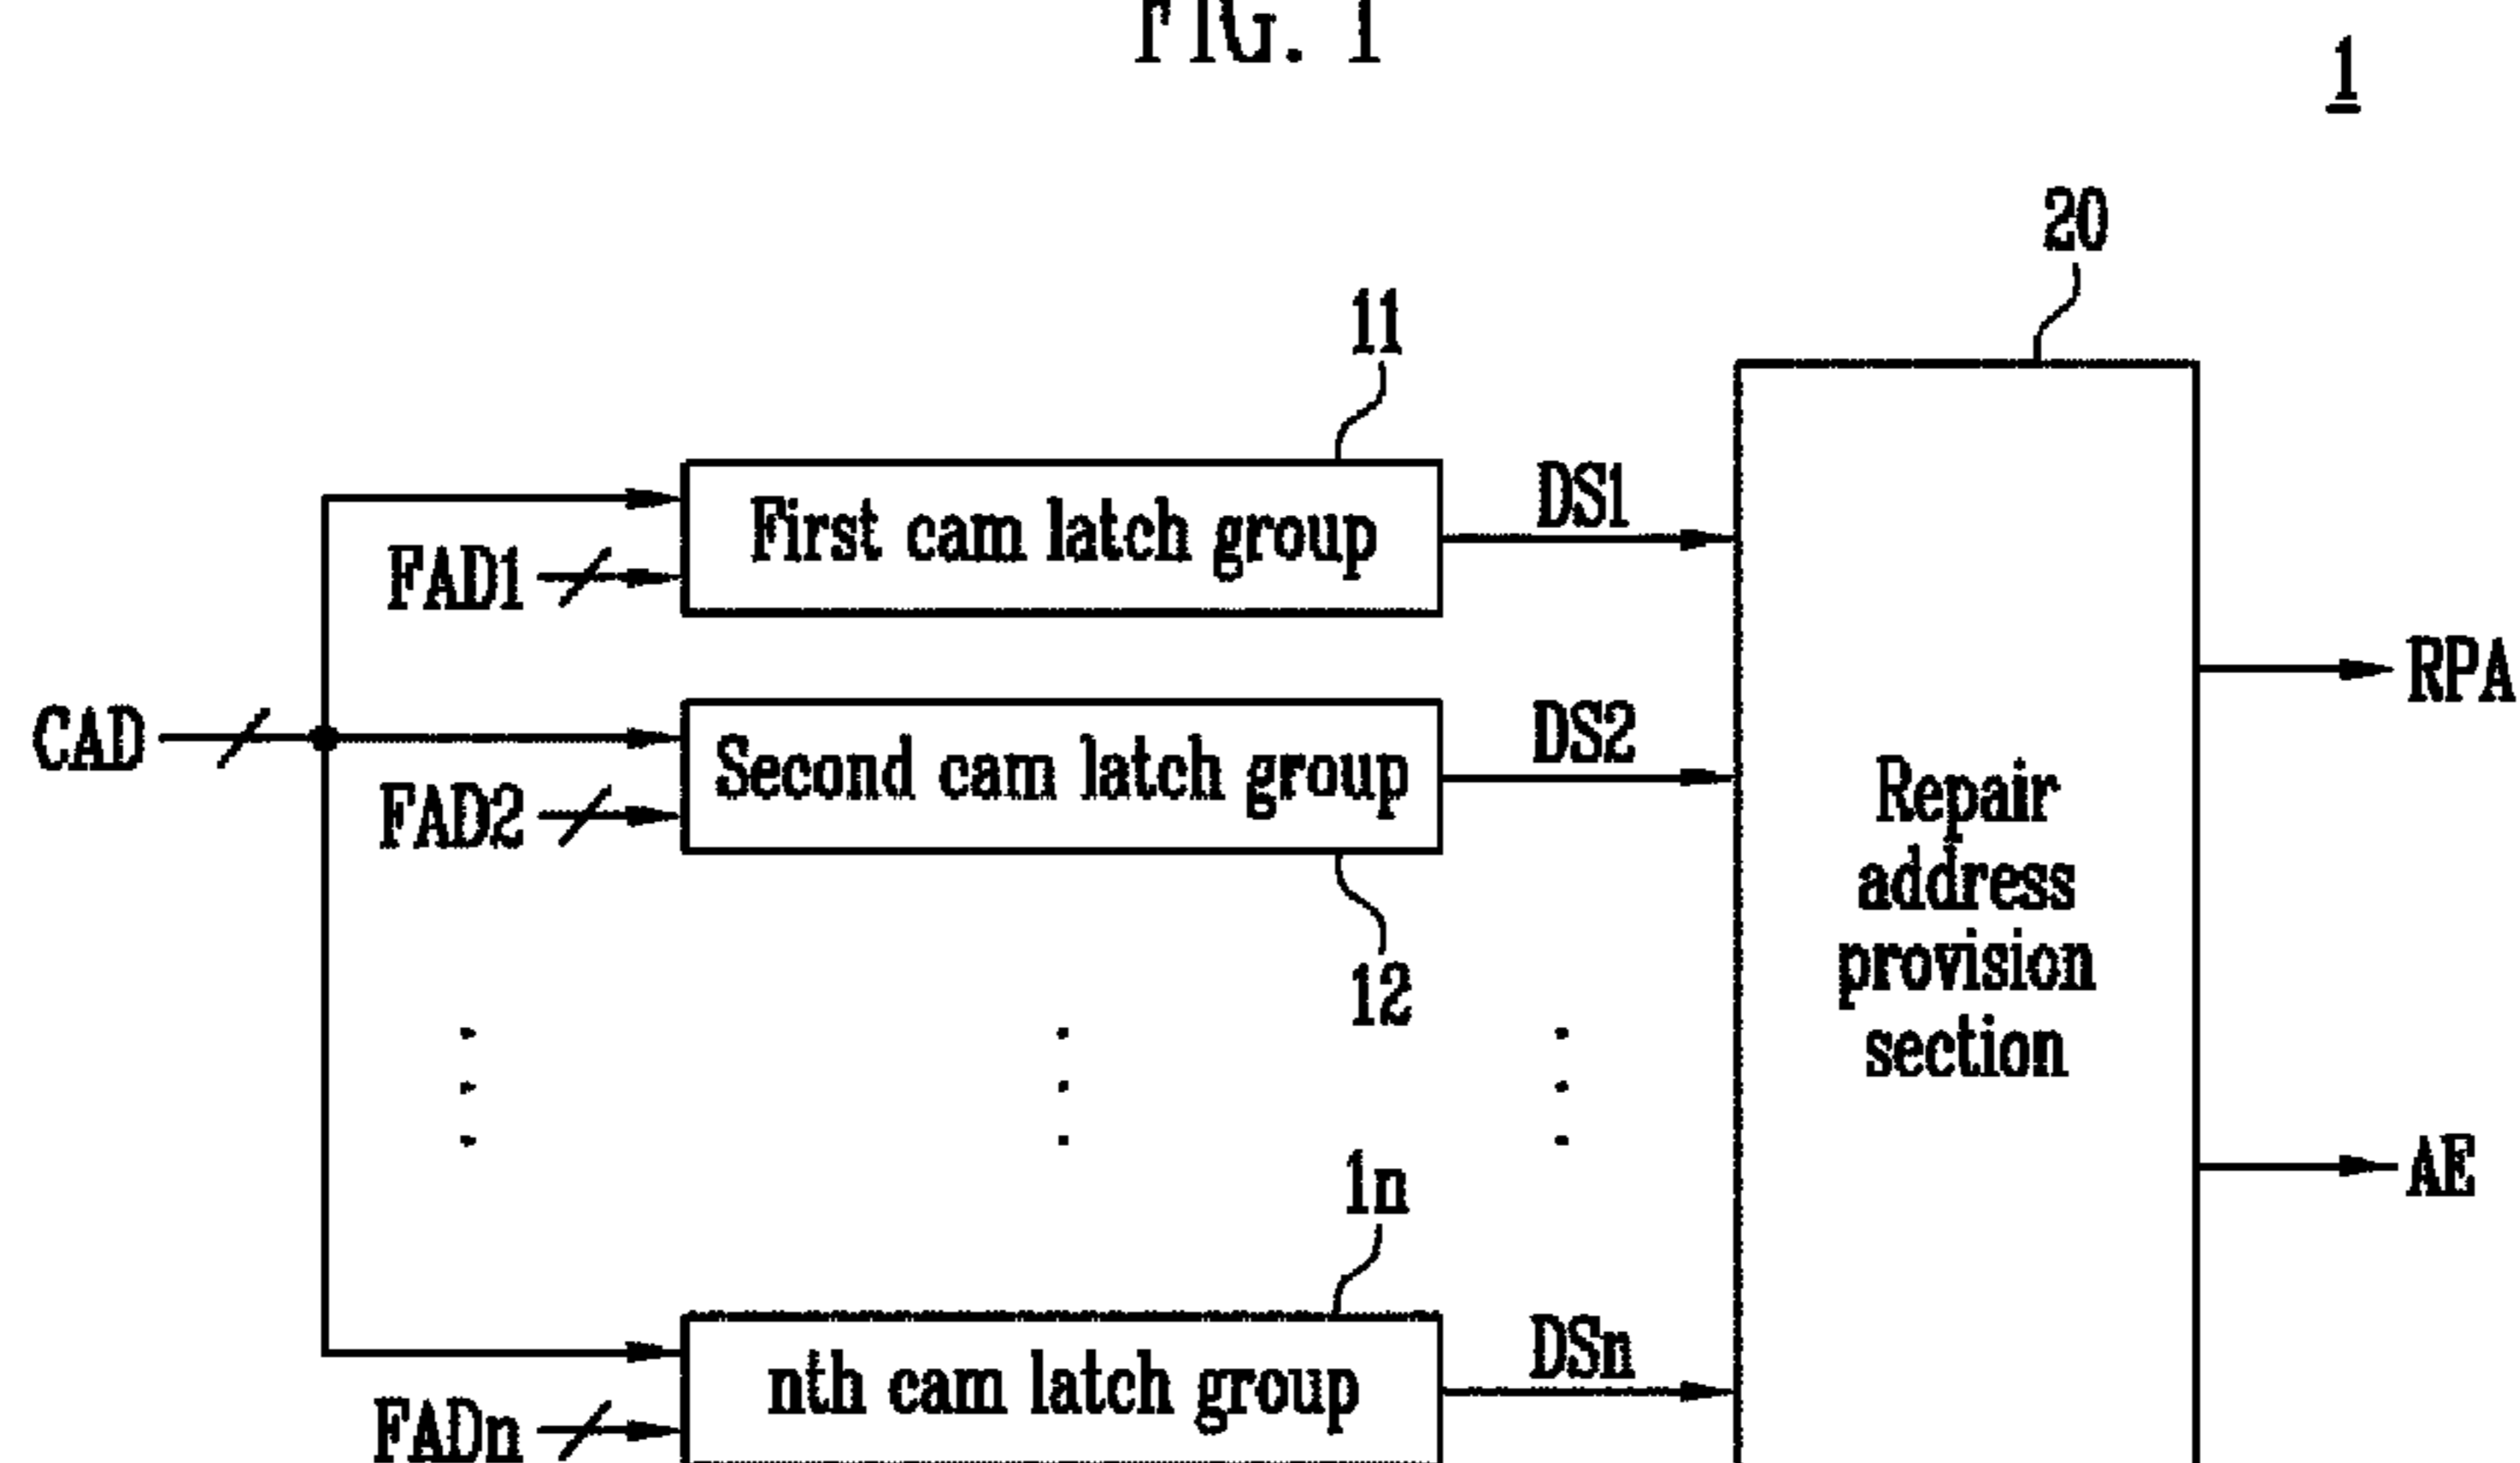 FIG. 1
1
20
11
First cam latch group
DS1
FAD1
RPA
CAD
Second cam latch group
DS2
FAD2
Repair
address
provision
section
12
AE
1n
nth cam latch group
DSn
FADn